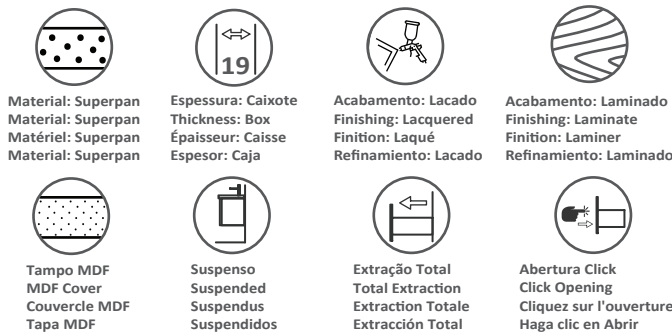 19
Material: Superpan
Material: Superpan
Matériel: Superpan
Material: Superpan
Espessura: Caixote
Thickness: Box
Épaisseur: Caisse
Espesor: Caja
Acabamento: Lacado
Finishing: Lacquered
Finition: Laqué
Refinamiento: Lacado
Acabamento: Laminado
Finishing: Laminate
Finition: Laminer
Refinamiento: Laminado
Tampo MDF
MDF Cover
Couvercle MDF
Tapa MDF
Suspenso
Suspended
Suspendus
Suspendidos
Extração Total
Total Extraction
Extraction Totale
Extracción Total
Abertura Click
Click Opening
Cliquez sur l'ouverture
Haga clic en Abrir